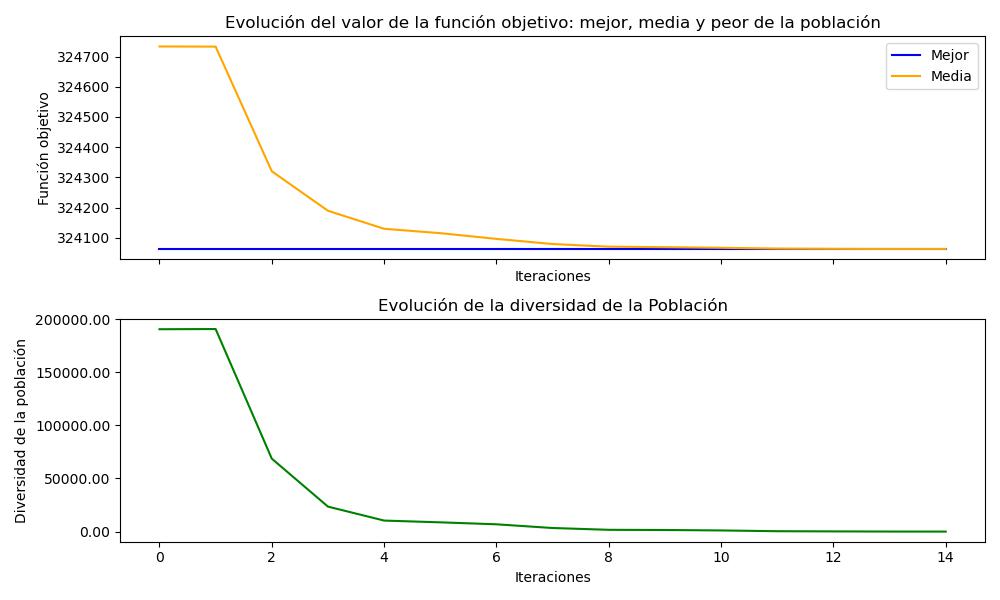 Evolución del valor de la función objetivo: mejor, media y peor de la población
Función objetivo
324700
324600
324500
324400
324300
324200
324100
Mejor
Media
Iteraciones
Evolución de la diversidad de la Población
Diversidad de la población
200000.00
150000.00
100000.00
50000.00
0.00
0 2 4 6 8 10 12 14
Iteraciones